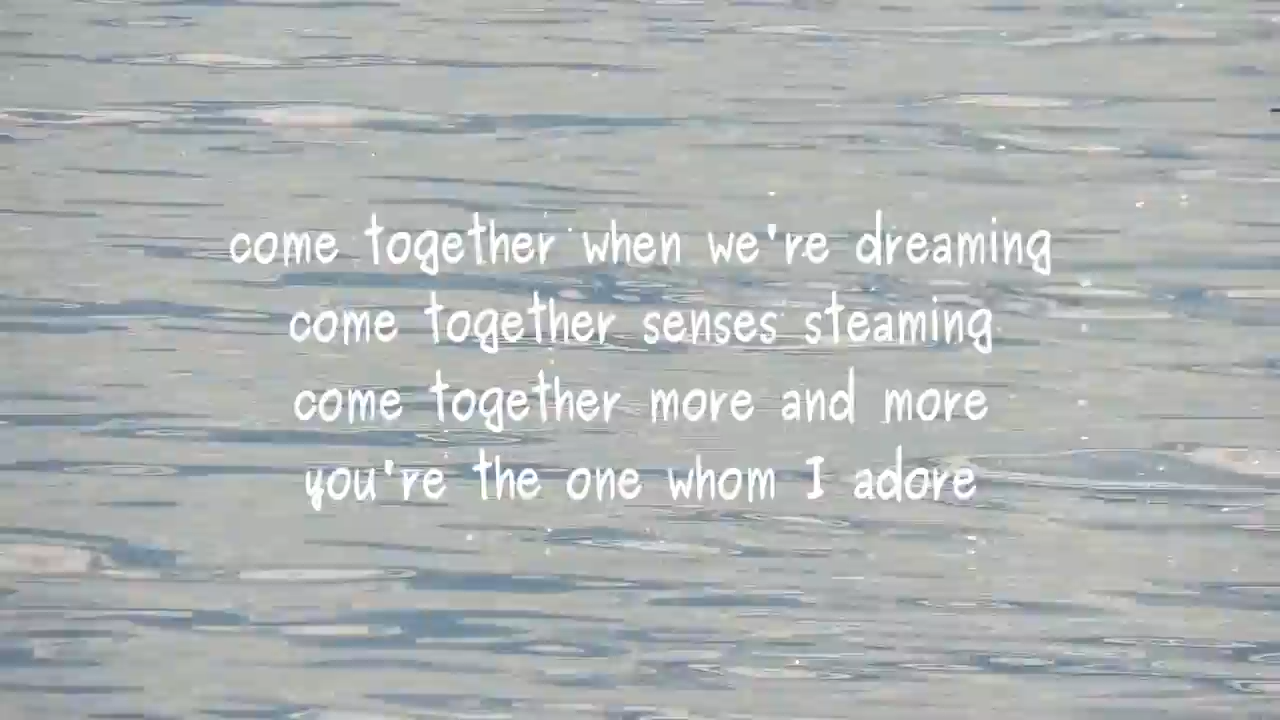 come together when we're dreaming
come together senses steaming
come together more and more
you're the one whom I adore